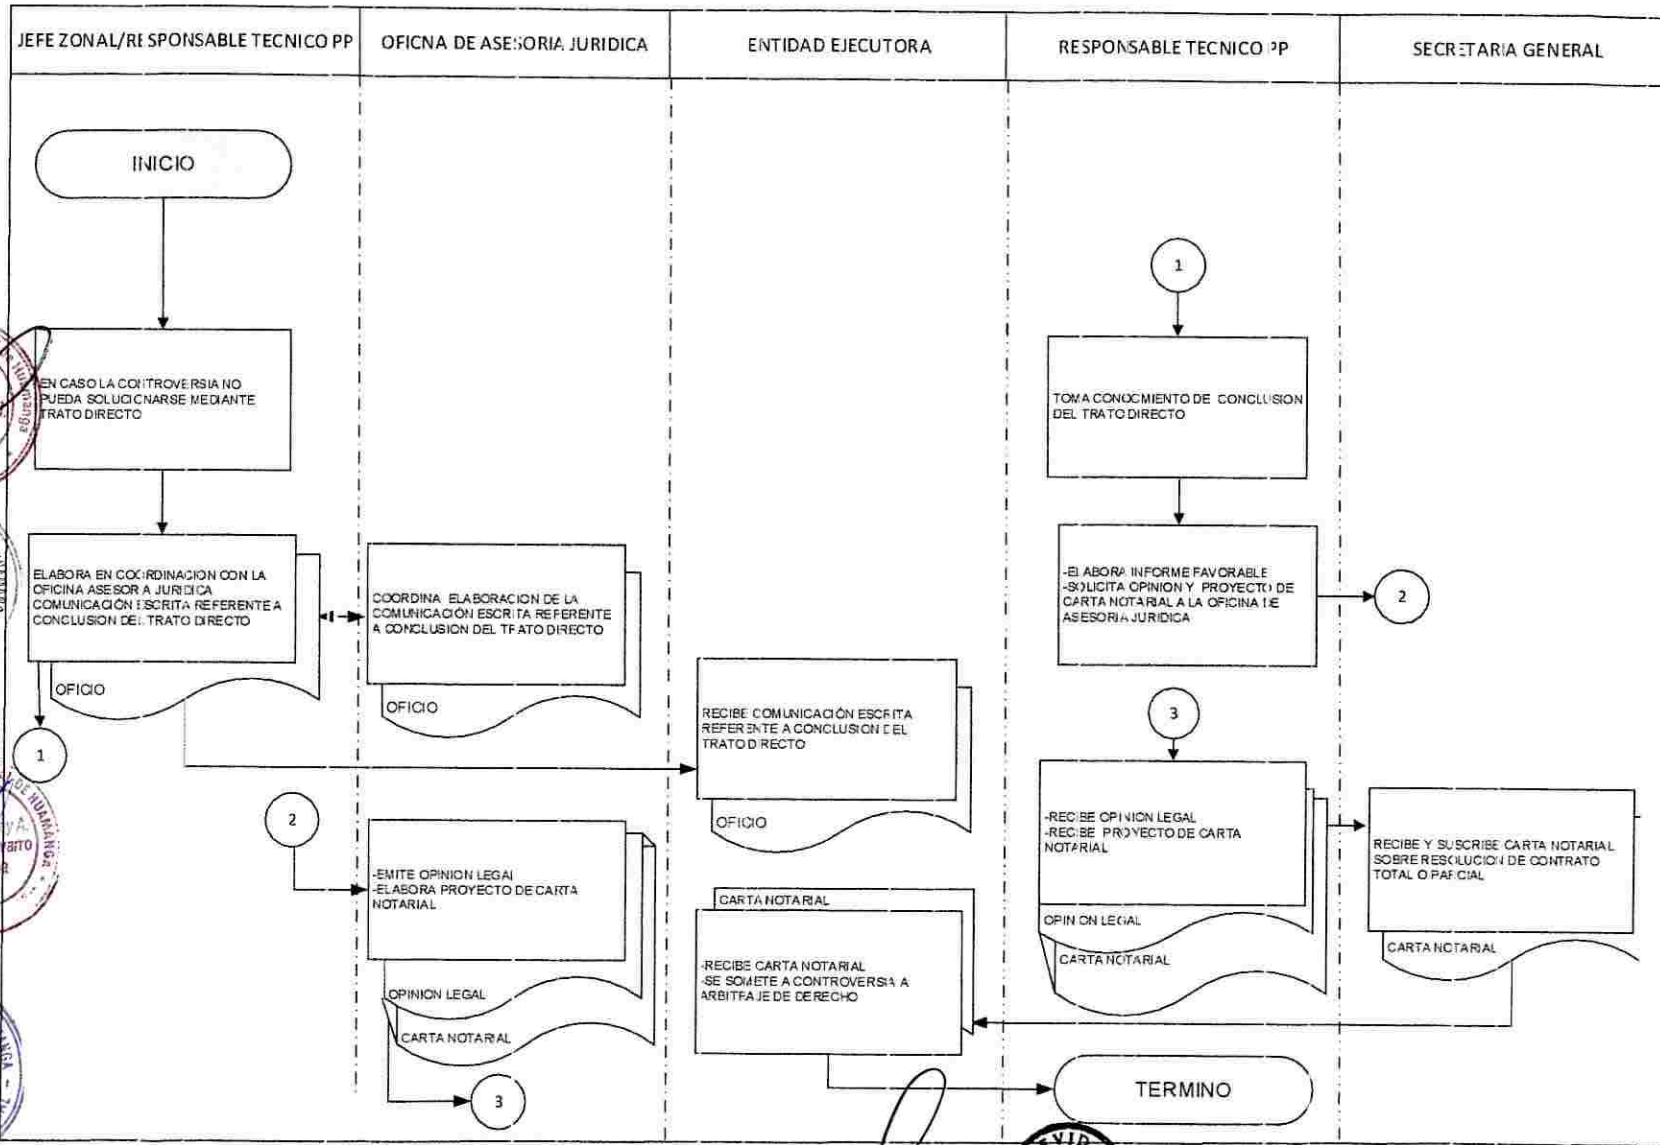 JEFE ZONAL/RESPONSABLE TECNICO PP
OFICNA DE ASESORIA JURIDICA
ENTIDAD EJECUTORA
RESPONSABLE TECNICO PP
SECRETARIA GENERAL
INICIO
EN CASO LA CONTROVERSIA NO
PUEDA SOLUCIONARSE MEDIANTE
TRATO DIRECTO
ELABORA EN COORDINACION CON LA
OFICINA ASESORA JURIDICA
COMUNICACIÓN ESCRITA REFERENTE A
CONCLUSION DEL TRATO DIRECTO
OFICIO
1
COORDINA ELABORACION DE LA
COMUNICACIÓN ESCRITA REFERENTE
A CONCLUSION DEL TRATO DIRECTO
OFICIO
2
-EMITE OPINION LEGAL
-ELABORA PROYECTO DE CARTA
NOTARIAL
OPINION LEGAL
CARTA NOTARIAL
3
RECIBE COMUNICACIÓN ESCRITA
REFERENTE A CONCLUSION DEL
TRATO DIRECTO
OFICIO
CARTA NOTARIAL
-RECIBE CARTA NOTARIAL
-SE SOMETE A CONTROVERSIA A
ARBITRAJE DE DERECHO
1
TOMA CONOCMIENTO DE CONCLUSION
DEL TRATO DIRECTO
-ELABORA INFORME FAVORABLE
-SOLICITA OPINION Y PROYECTO DE
CARTA NOTARIAL A LA OFICINA DE
ASESORIA JURIDICA
2
3
-RECIBE OPINION LEGAL
-RECIBE PROYECTO DE CARTA
NOTARIAL
OPINION LEGAL
CARTA NOTARIAL
RECIBE Y SUSCRIBE CARTA NOTARIAL
SOBRE RESOLUCION DE CONTRATO
TOTAL O PARCIAL
CARTA NOTARIAL
TERMINO
Huamanga
DE HUAMANGA